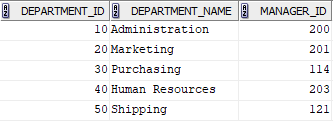 DEPARTMENT_ID DEPARTMENT_NAME MANAGER_ID
10 Administration 200
20 Marketing 201
30 Purchasing 114
40 Human Resources 203
50 Shipping 121